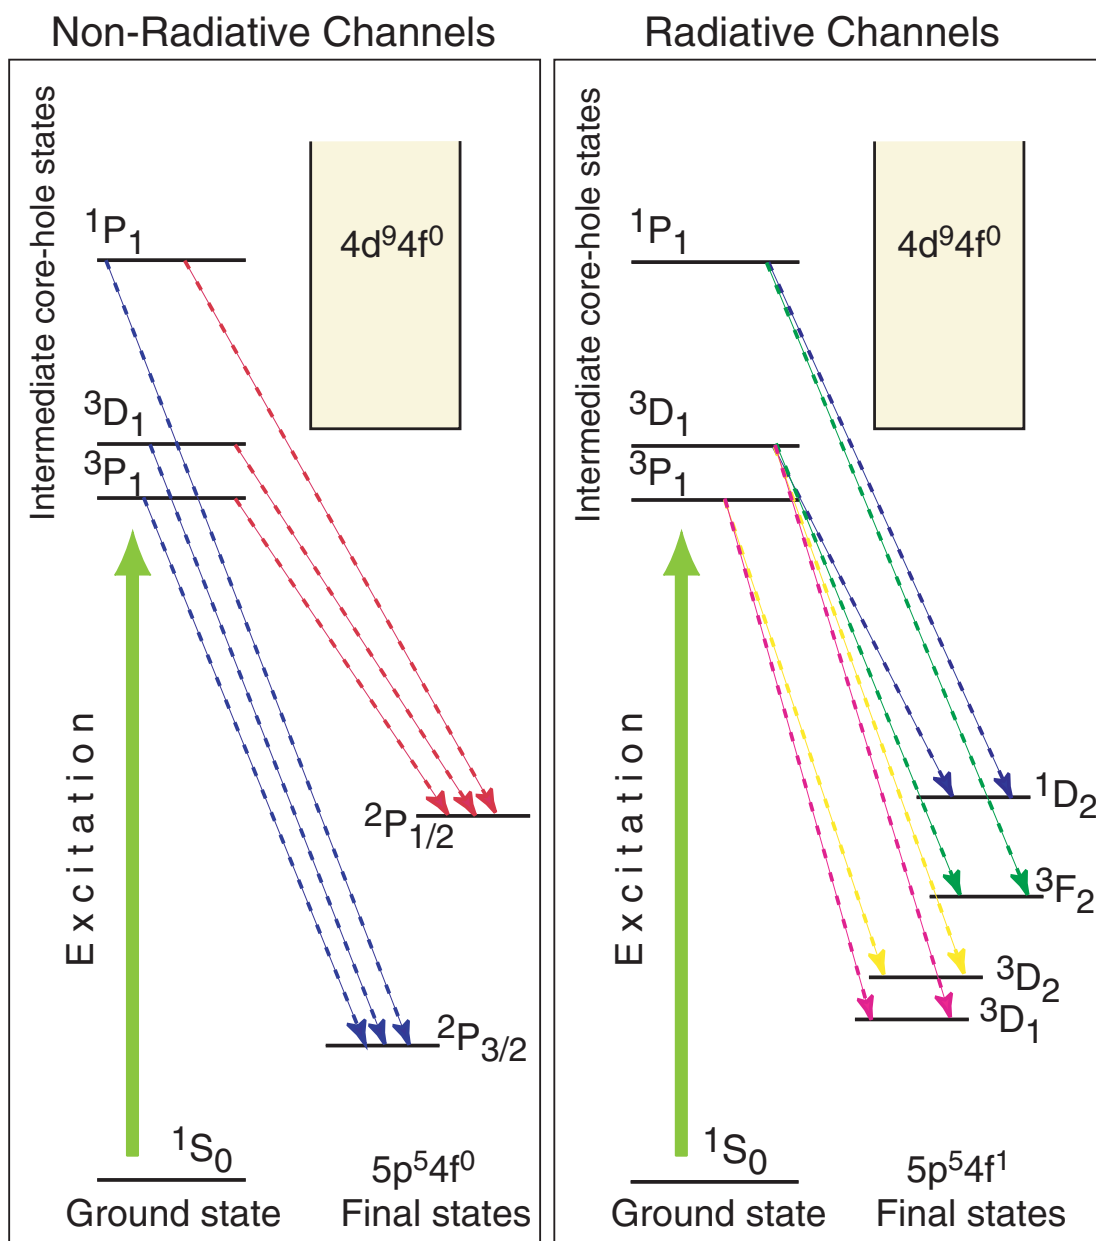 Non-Radiative Channels
Intermediate core-hole states
¹P₁
4d⁹4f⁰
³D₁
³P₁
Excitation
²P₁/₂
²P₃/₂
¹S₀
5p⁵4f⁰
Ground state
Final states
Radiative Channels
Intermediate core-hole states
¹P₁
4d⁹4f⁰
³D₁
³P₁
Excitation
¹D₂
³F₂
³D₂
³D₁
¹S₀
5p⁵4f¹
Ground state
Final states